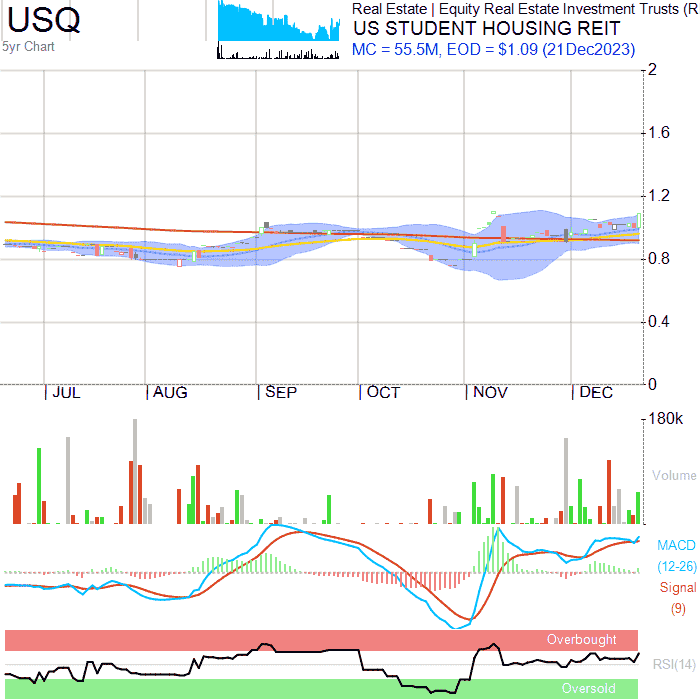 USQ
5yr Chart
Real Estate | Equity Real Estate Investment Trusts (R
US STUDENT HOUSING REIT
MC = 55.5M, EOD = $1.09 (21Dec2023)
2
1.6
1.2
0.8
0.4
0
JUL AUG SEP OCT NOV DEC
180k
Volume
MACD
(12-26)
Signal
(9)
Overbought
RSI(14)
Oversold